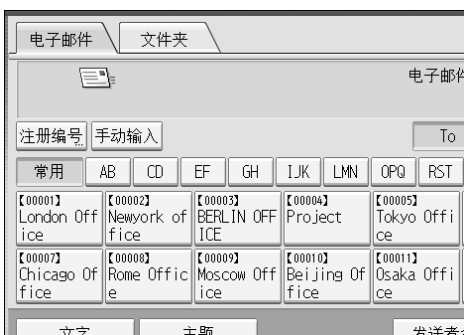 电子邮件 文件夹
电子邮件
注册编号 手动输入 To
常用 AB CD EF GH IJK LMN OPQ RST
【00001】 【00002】 【00003】 【00004】 【00005】
London Off Newyork of BERLIN OFF Project Tokyo Offi
ice fice ICE ce
【00007】 【00008】 【00009】 【00010】 【00011】
Chicago Of Rome Offic Moscow Off Beijing Of Osaka Offi
fice e ice fice ce
文字 主题 发送者